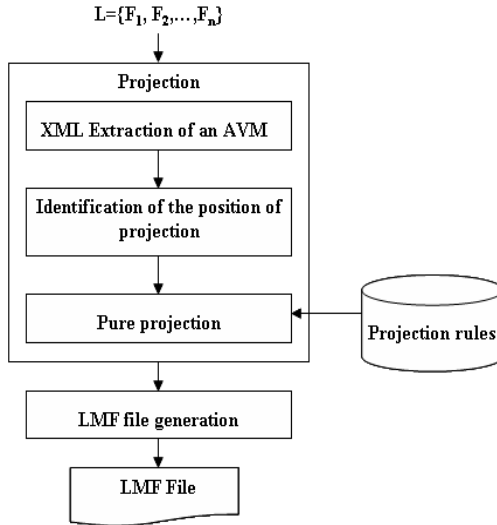 L={F₁, F₂,...,Fₙ}
Projection
XML Extraction of an AVM
Identification of the position of
projection
Pure projection
Projection rules
LMF file generation
LMF File